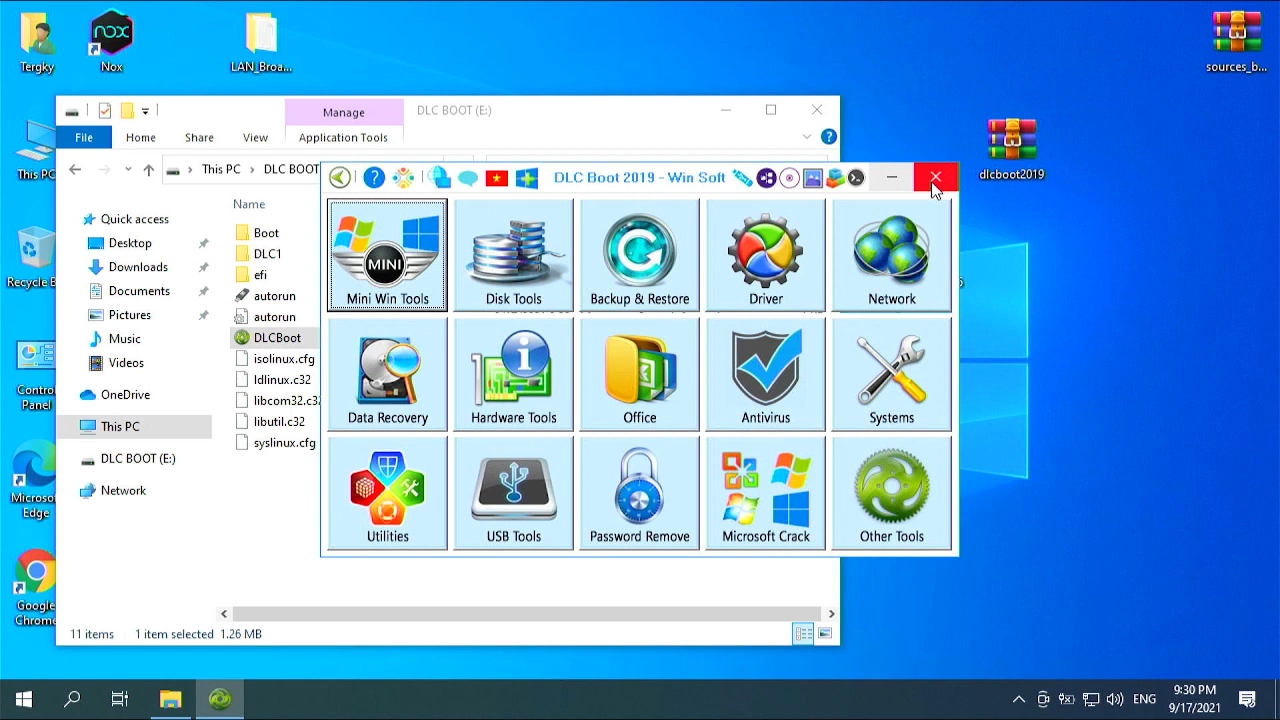 Tergky
nox
Nox
LAN_Broa...
sources_b...
dlcboot2019
Manage
DLC BOOT (E:)
File
Home
Share
View
Application Tools
This PC
DLC BOOT
Name
Quick access
Desktop
Downloads
Documents
Pictures
Music
Videos
OneDrive
This PC
DLC BOOT (E:)
Network
Boot
DLC1
efi
autorun
autorun
DLCBoot
isolinux.cfg
ldlinux.c32
libcom32.c32
libutil.c32
syslinux.cfg
11 items
1 item selected 1.26 MB
DLC Boot 2019 - Win Soft
MINI
Mini Win Tools
Disk Tools
Backup & Restore
Driver
Network
Data Recovery
Hardware Tools
Office
Antivirus
Systems
Utilities
USB Tools
Password Remove
Microsoft Crack
Other Tools
This PC
Recycle B
Control
Panel
Microsof
Edge
Google
Chrome
ENG
9:30 PM
9/17/2021